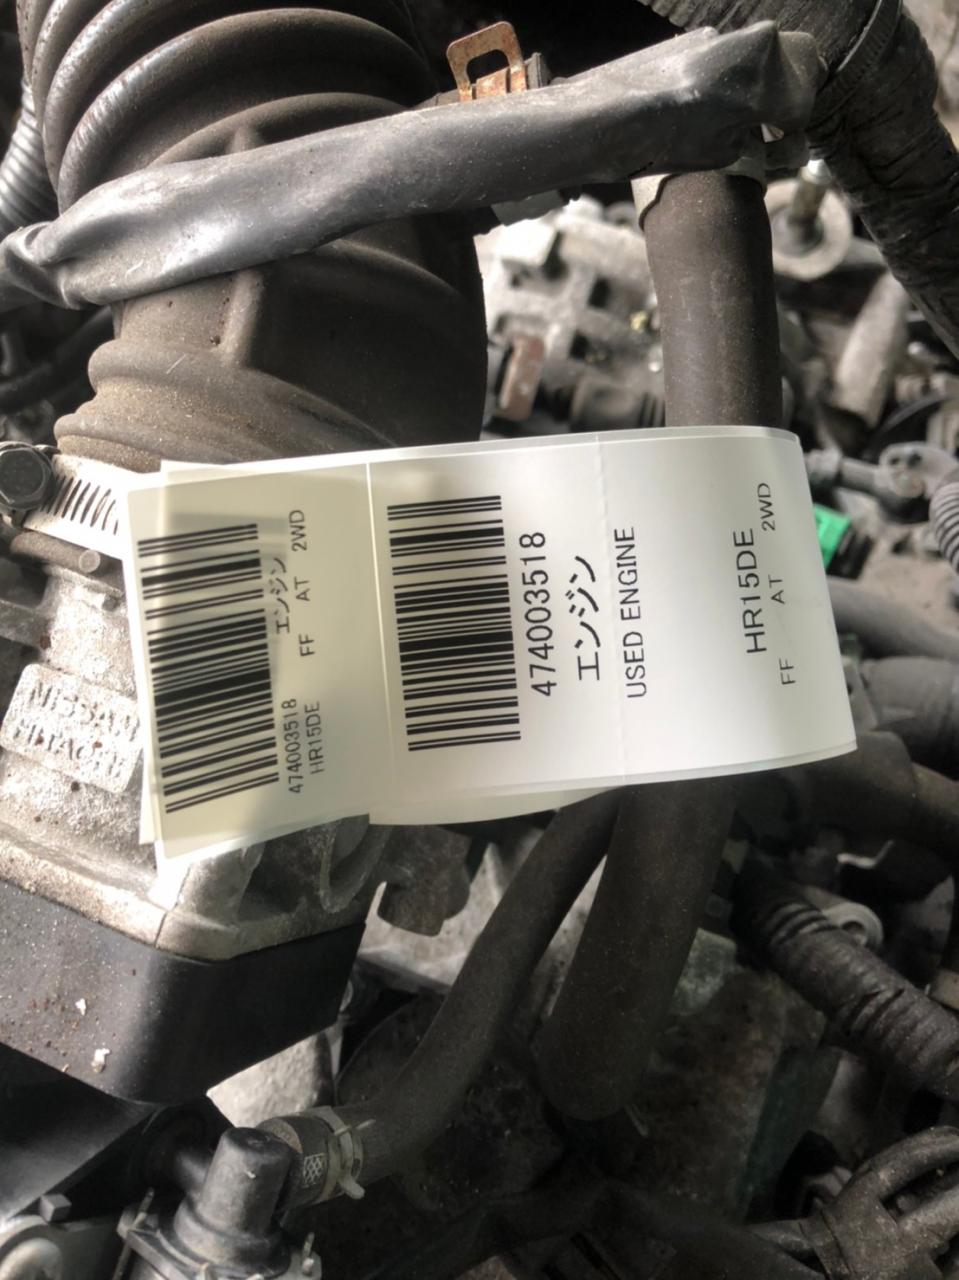 474003518
エンジン
USED ENGINE
HR15DE
FF AT 2WD
474003518 エンジン
HR15DE FF AT 2WD
NISSAN
HITACHI